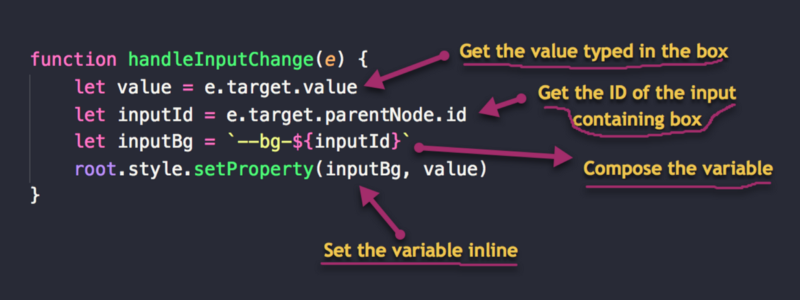 function handleInputChange(e) {
Get the value typed in the box
let value = e.target.value
Get the ID of the input
let inputId = e.target.parentNode.id
containing box
let inputBg = `--bg-${inputId}`
Compose the variable
root.style.setProperty(inputBg, value)
}
Set the variable inline